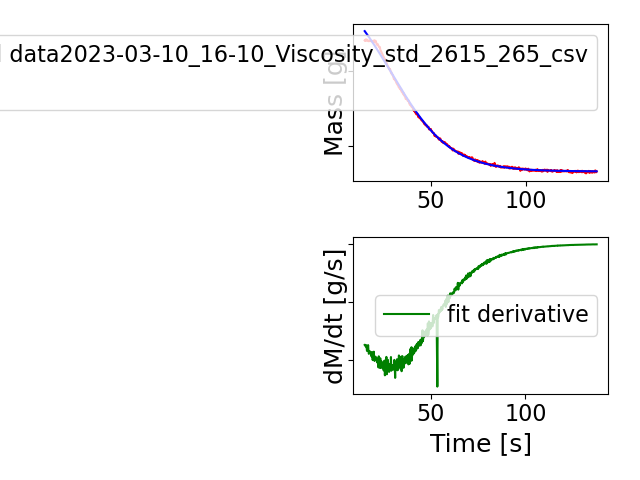 data2023-03-10_16-10_Viscosity_std_2615_265_csv
Mass [g]
50 100
fit derivative
dM/dt [g/s]
50 100
Time [s]